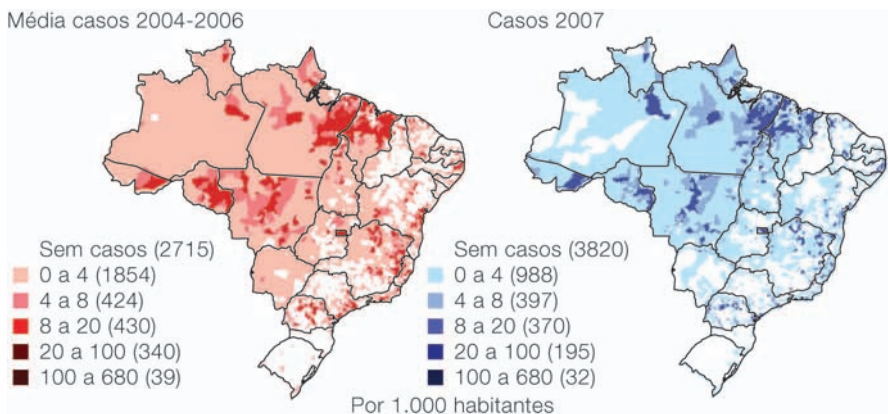 Média casos 2004-2006
Sem casos (2715)
0 a 4 (1854)
4 a 8 (424)
8 a 20 (430)
20 a 100 (340)
100 a 680 (39)
Casos 2007
Sem casos (3820)
0 a 4 (988)
4 a 8 (397)
8 a 20 (370)
20 a 100 (195)
100 a 680 (32)
Por 1.000 habitantes